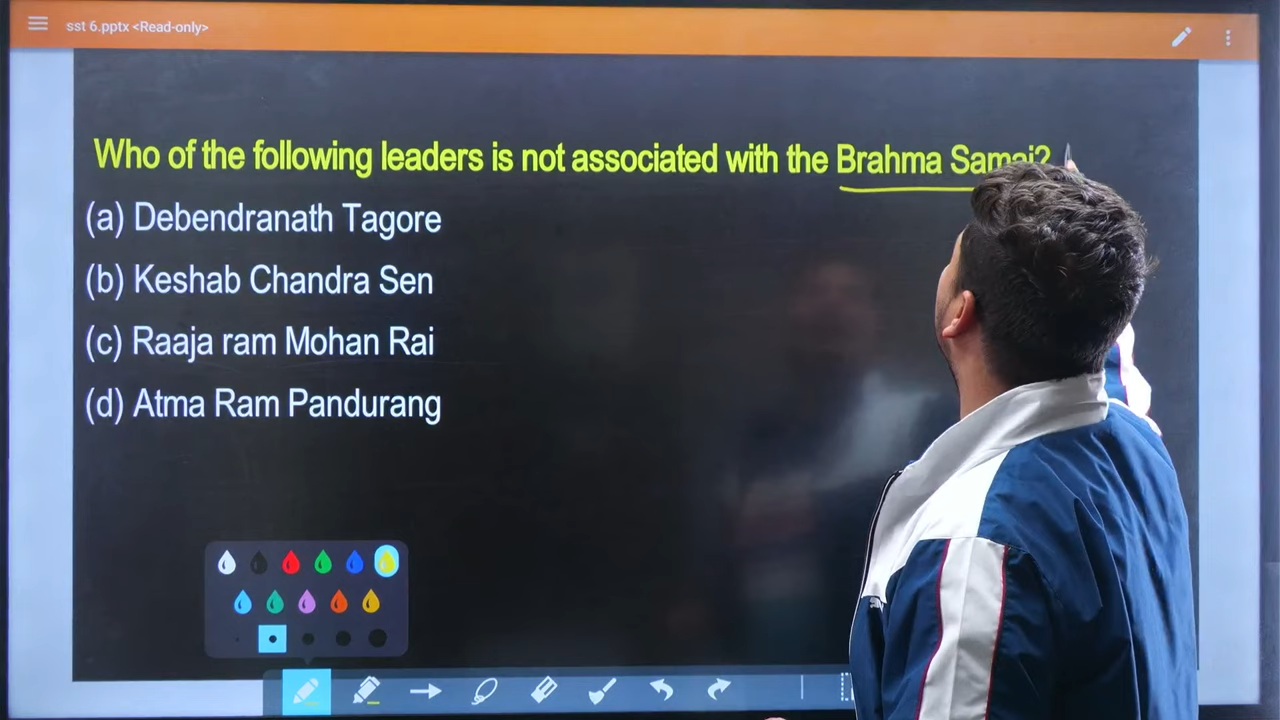 sst 6.pptx <Read-only>
Who of the following leaders is not associated with the Brahma Samaj?
(a) Debendranath Tagore
(b) Keshab Chandra Sen
(c) Raaja ram Mohan Rai
(d) Atma Ram Pandurang